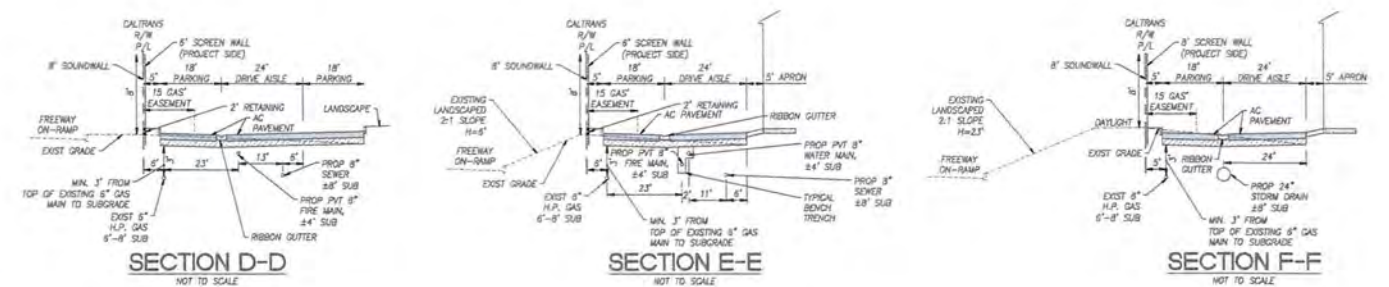 CALTRANS
R/W
P/L
6' SCREEN WALL
(PROJECT SIDE)
8' SOUNDWALL
5'
18'
PARKING
24'
DRIVE AISLE
18'
PARKING
15' GAS
EASEMENT
2' RETAINING
AC
PAVEMENT
LANDSCAPE
FREEWAY
ON-RAMP
EXIST GRADE
6'
23'
13'
6'
MIN. 3' FROM
TOP OF EXISTING 6" GAS
MAIN TO SUBGRADE
EXIST 6"
H.P. GAS
6'-8' SUB
PROP 8"
SEWER
±8' SUB
PROP PVT 8"
FIRE MAIN,
±4' SUB
RIBBON GUTTER
SECTION D-D
NOT TO SCALE
CALTRANS
R/W
P/L
6' SCREEN WALL
(PROJECT SIDE)
8' SOUNDWALL
5'
18'
PARKING
24'
DRIVE AISLE
5' APRON
15' GAS
EASEMENT
2' RETAINING
AC PAVEMENT
RIBBON GUTTER
EXISTING
LANDSCAPED
2:1 SLOPE
H=6'
FREEWAY
ON-RAMP
EXIST GRADE
6'
PROP PVT 8"
FIRE MAIN,
±4' SUB
PROP PVT 8"
WATER MAIN,
±4' SUB
23'
11'
6'
PROP 8"
SEWER
±8' SUB
TYPICAL
BENCH
TRENCH
EXIST 6"
H.P. GAS
6'-8' SUB
MIN. 3' FROM
TOP OF EXISTING 6" GAS
MAIN TO SUBGRADE
SECTION E-E
NOT TO SCALE
CALTRANS
R/W
P/L
8' SCREEN WALL
(PROJECT SIDE)
8' SOUNDWALL
5'
18'
PARKING
24'
DRIVE AISLE
5' APRON
15' GAS
EASEMENT
AC
PAVEMENT
EXISTING
LANDSCAPED
2:1 SLOPE
DAYLIGHT
EXIST GRADE
FREEWAY
ON-RAMP
RIBBON
GUTTER
5'
24'
PROP 24"
STORM DRAIN
±8' SUB
EXIST 6"
H.P. GAS
6'-8' SUB
MIN. 3' FROM
TOP OF EXISTING 6" GAS
MAIN TO SUBGRADE
SECTION F-F
NOT TO SCALE